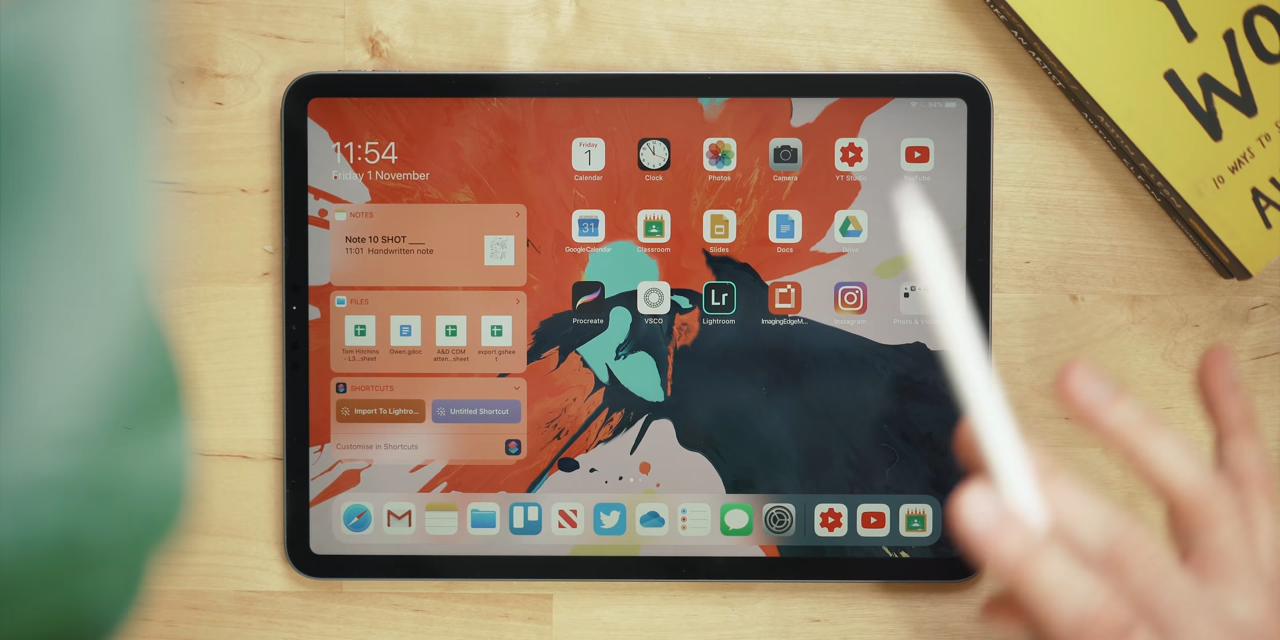 11:54
Friday 1 November
94%
NOTES
Note 10 SHOT ___
11:01 Handwritten note
FILES
Tom Hitchins
- L3...sheet
Owen.gdoc
A&D COM
atten...sheet
export.gshee
t
SHORTCUTS
Import To Lightro...
Untitled Shortcut
Customise in Shortcuts
Friday
1
Calendar
Clock
Photos
Camera
YT Studio
YouTube
31
Google Calendar
Classroom
Slides
Docs
Drive
Procreate
VSCO
Lr
Lightroom
ImagingEdgeM...
Instagram
Photo &
WO
10 WAYS TO